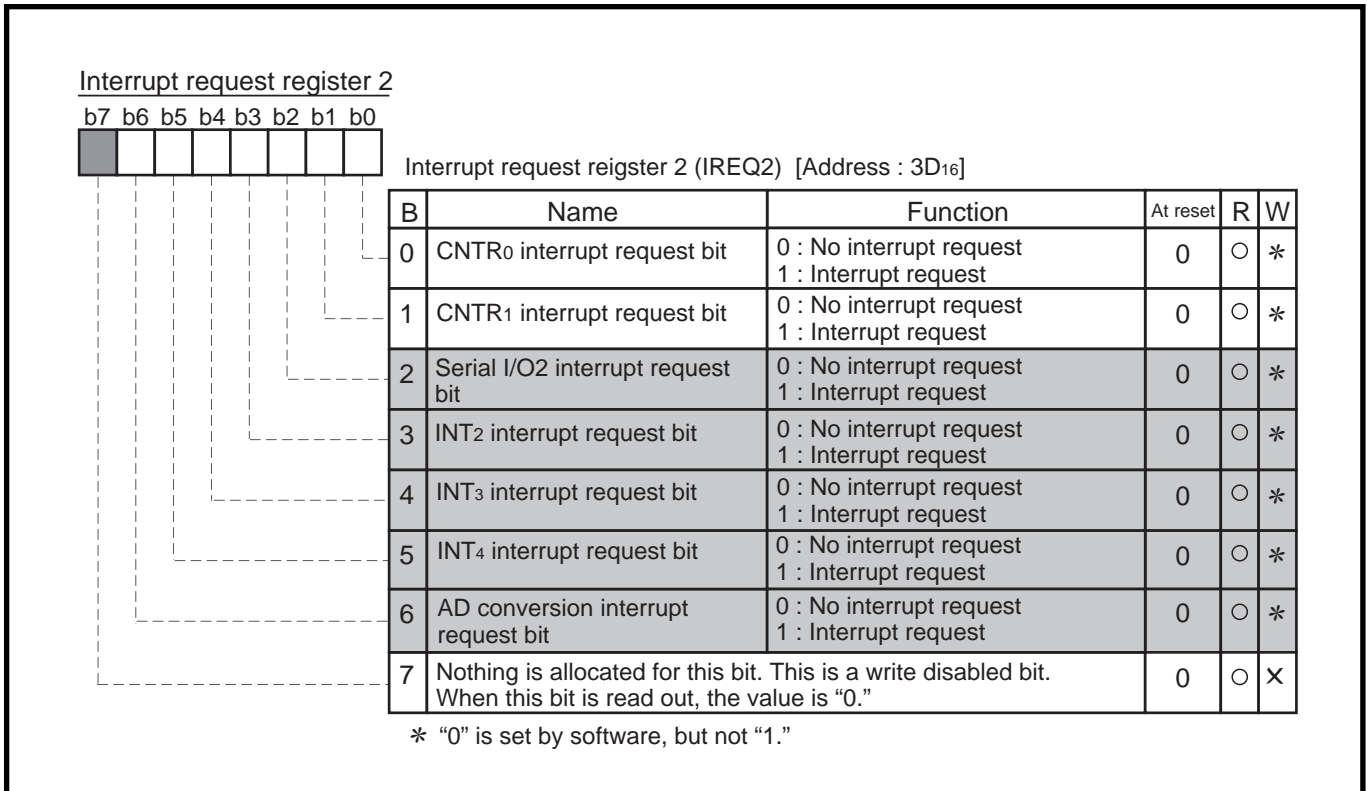 Interrupt request register 2
b7 b6 b5 b4 b3 b2 b1 b0
Interrupt request reigster 2 (IREQ2) [Address : 3D16]
B Name Function At reset R W
0 CNTR0 interrupt request bit 0 : No interrupt request 0 ○ *
1 : Interrupt request
1 CNTR1 interrupt request bit 0 : No interrupt request 0 ○ *
1 : Interrupt request
2 Serial I/O2 interrupt request 0 : No interrupt request 0 ○ *
bit 1 : Interrupt request
3 INT2 interrupt request bit 0 : No interrupt request 0 ○ *
1 : Interrupt request
4 INT3 interrupt request bit 0 : No interrupt request 0 ○ *
1 : Interrupt request
5 INT4 interrupt request bit 0 : No interrupt request 0 ○ *
1 : Interrupt request
6 AD conversion interrupt 0 : No interrupt request 0 ○ *
request bit 1 : Interrupt request
7 Nothing is allocated for this bit. This is a write disabled bit. 0 ○ ×
When this bit is read out, the value is “0.”
* “0” is set by software, but not “1.”